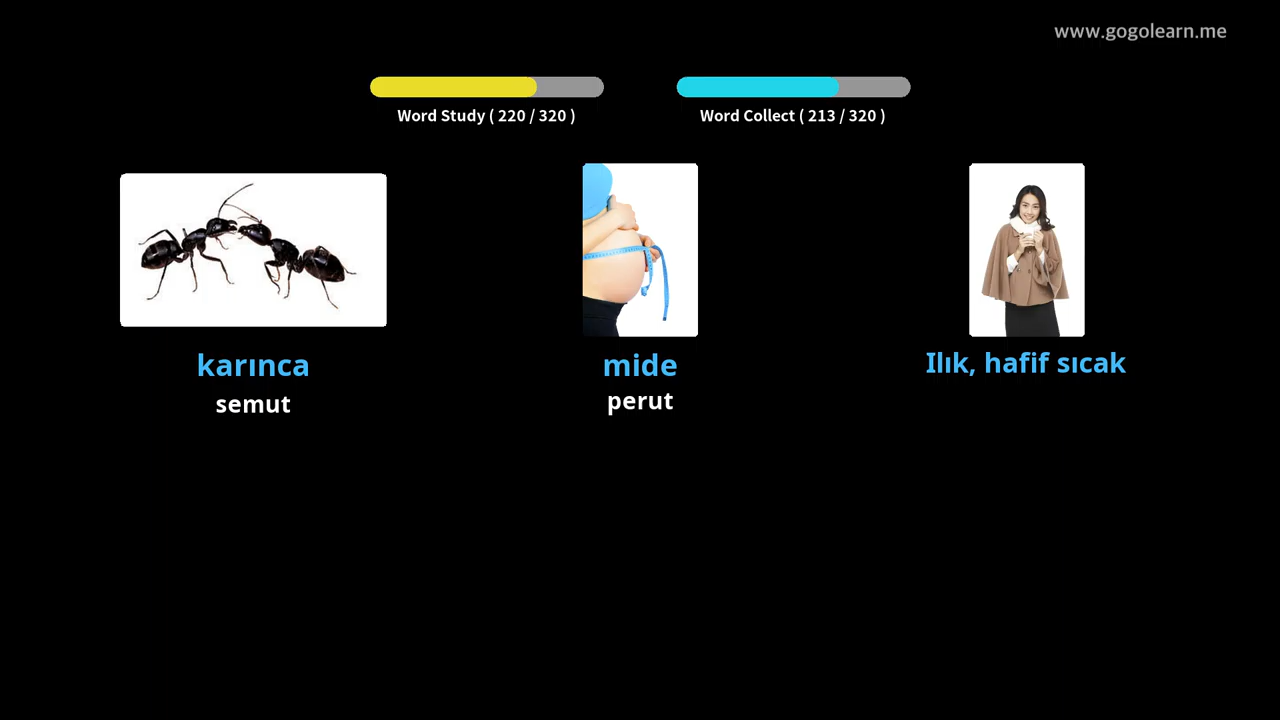 www.gogolearn.me
Word Study ( 220 / 320 )
Word Collect ( 213 / 320 )
karınca
semut
mide
perut
Ilık, hafif sıcak